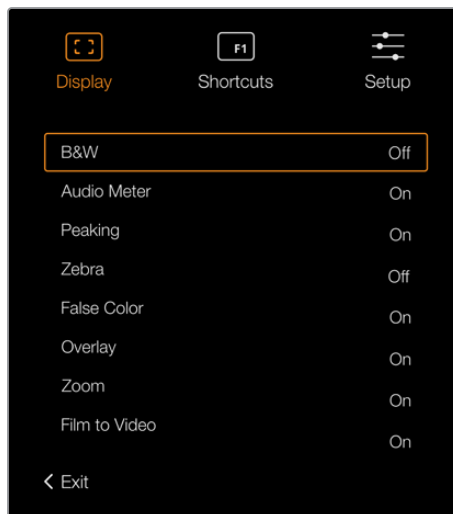 F1
Display Shortcuts Setup
B&W Off
Audio Meter On
Peaking On
Zebra Off
False Color On
Overlay On
Zoom On
Film to Video On
Exit